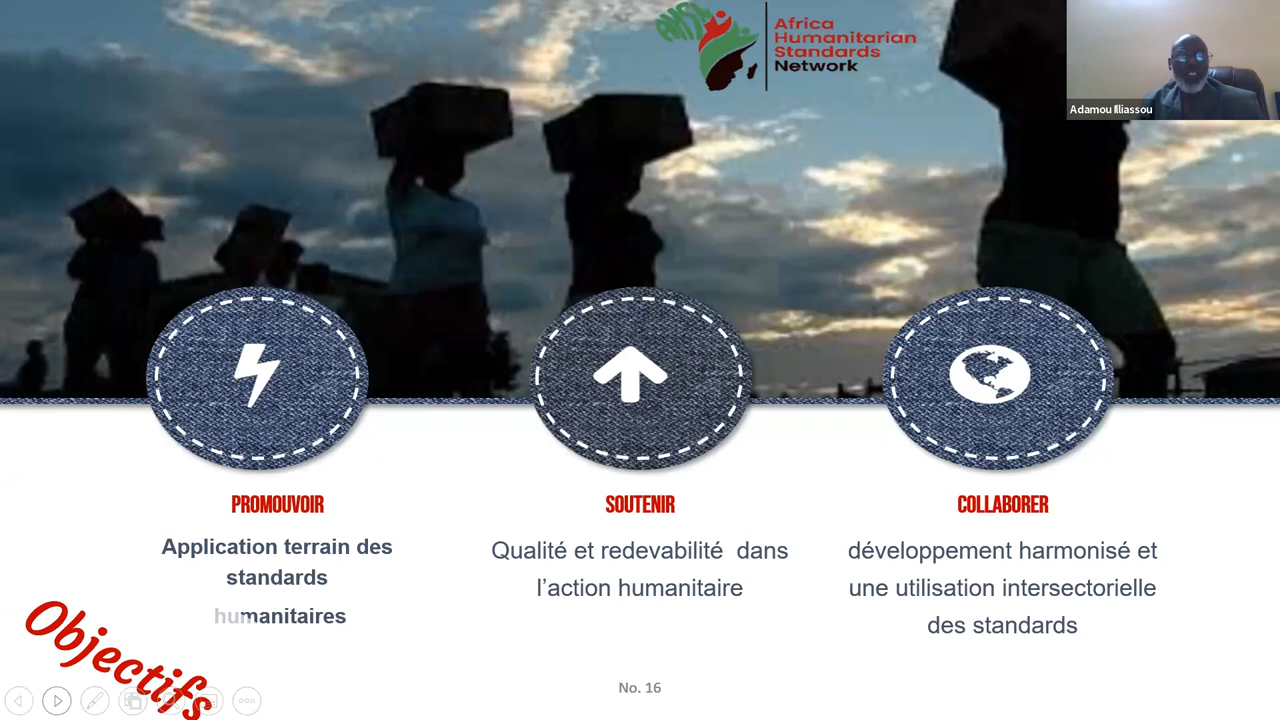 Africa
Humanitarian
Standards
Network
Adamou Illiassou
PROMOUVOIR
Application terrain des
standards
humanitaires
SOUTENIR
Qualité et redevabilité dans
l’action humanitaire
COLLABORER
développement harmonisé et
une utilisation intersectorielle
des standards
Objectifs
No. 16